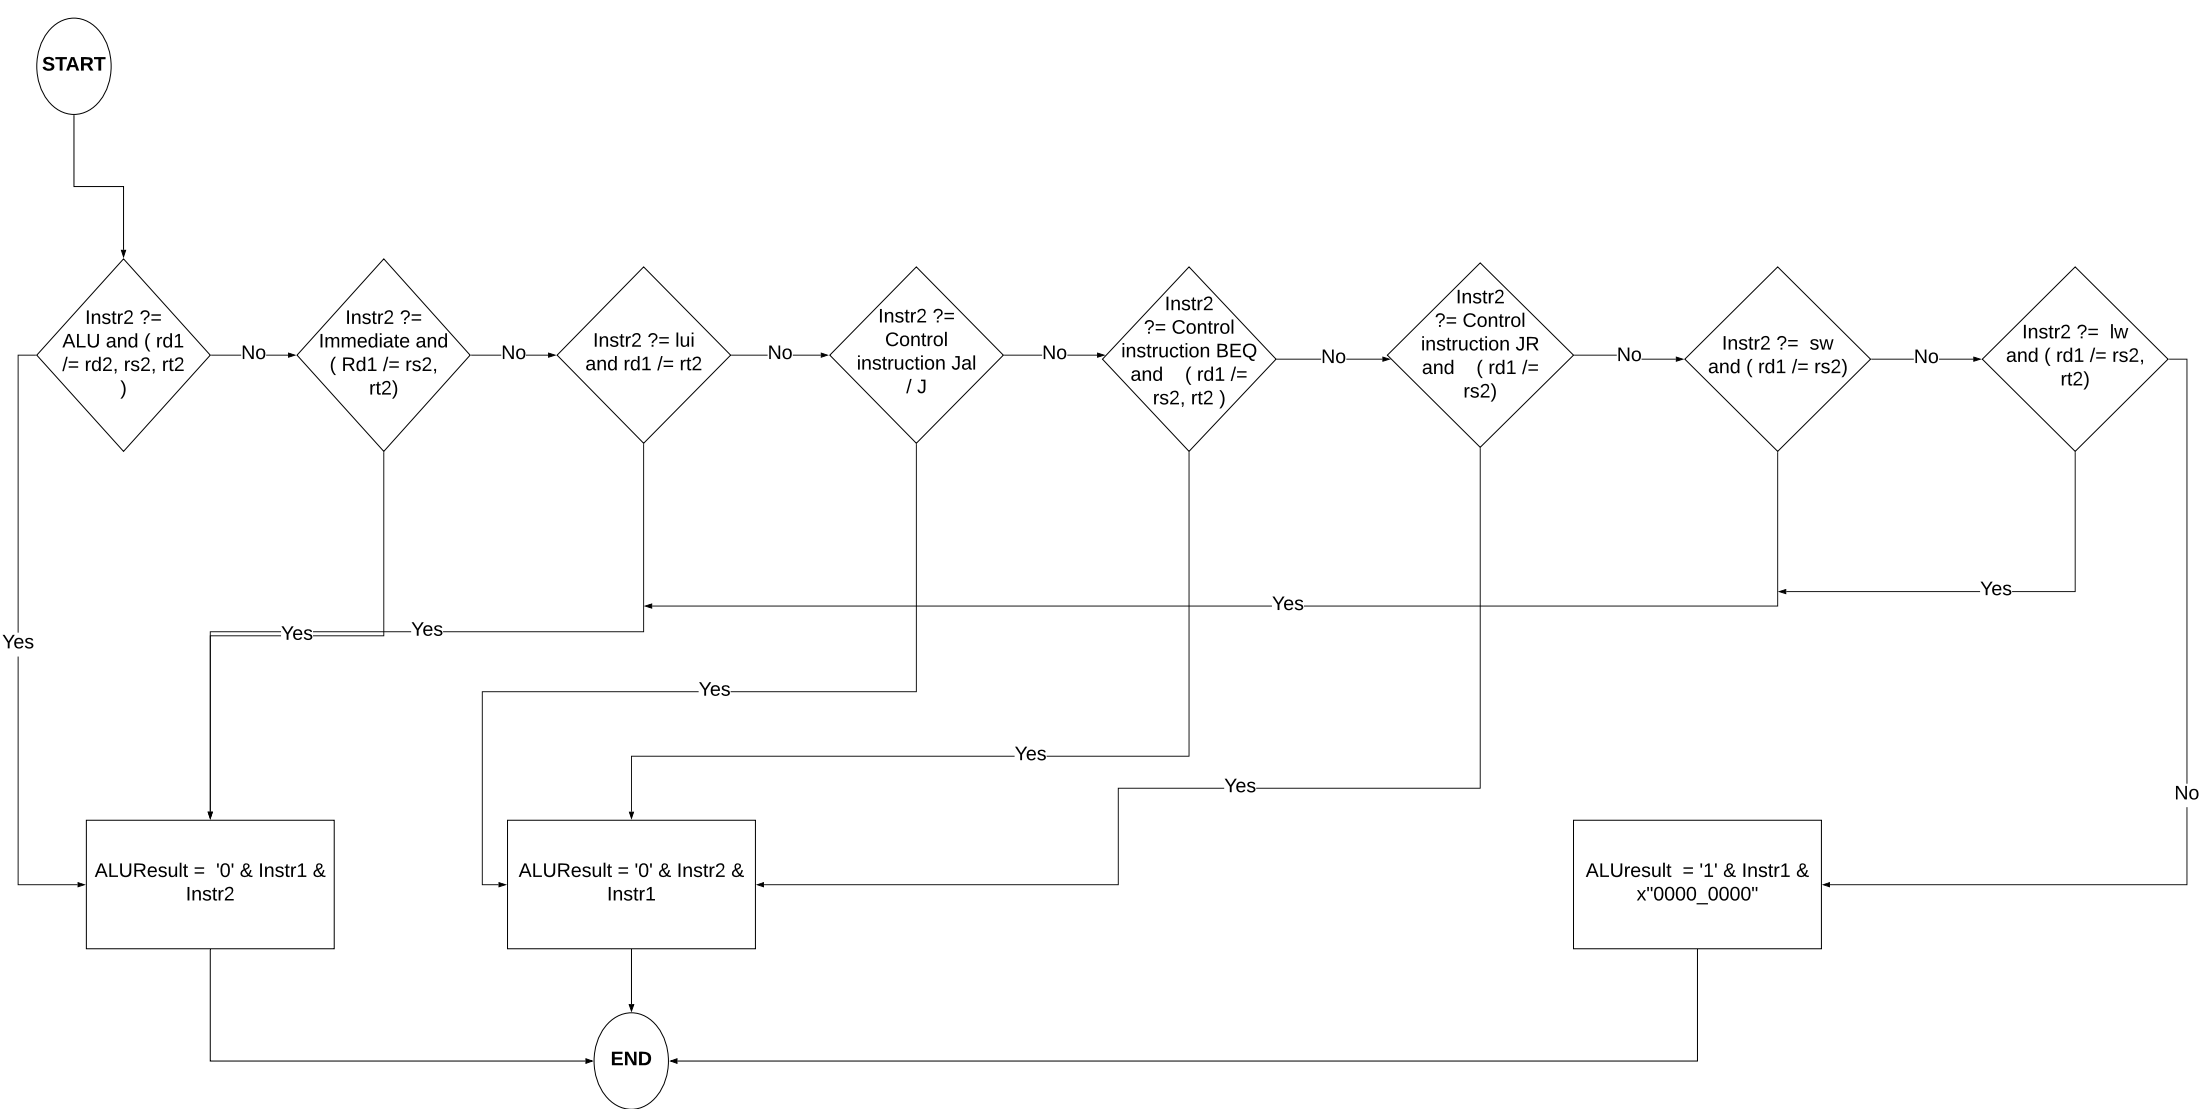 START
Instr2 ?=
ALU and ( rd1
/= rd2, rs2, rt2
)
No
Instr2 ?=
Immediate and
( Rd1 /= rs2,
rt2)
No
Instr2 ?= lui
and rd1 /= rt2
No
Instr2 ?=
Control
instruction Jal
/ J
No
Instr2
?= Control
instruction BEQ
and ( rd1 /=
rs2, rt2 )
No
Instr2
?= Control
instruction JR
and ( rd1 /=
rs2)
No
Instr2 ?= sw
and ( rd1 /= rs2)
No
Instr2 ?= lw
and ( rd1 /= rs2,
rt2)
Yes
Yes
Yes
Yes
Yes
Yes
Yes
Yes
No
ALUResult = '0' & Instr1 &
Instr2
ALUResult = '0' & Instr2 &
Instr1
ALUresult = '1' & Instr1 &
x"0000_0000"
END